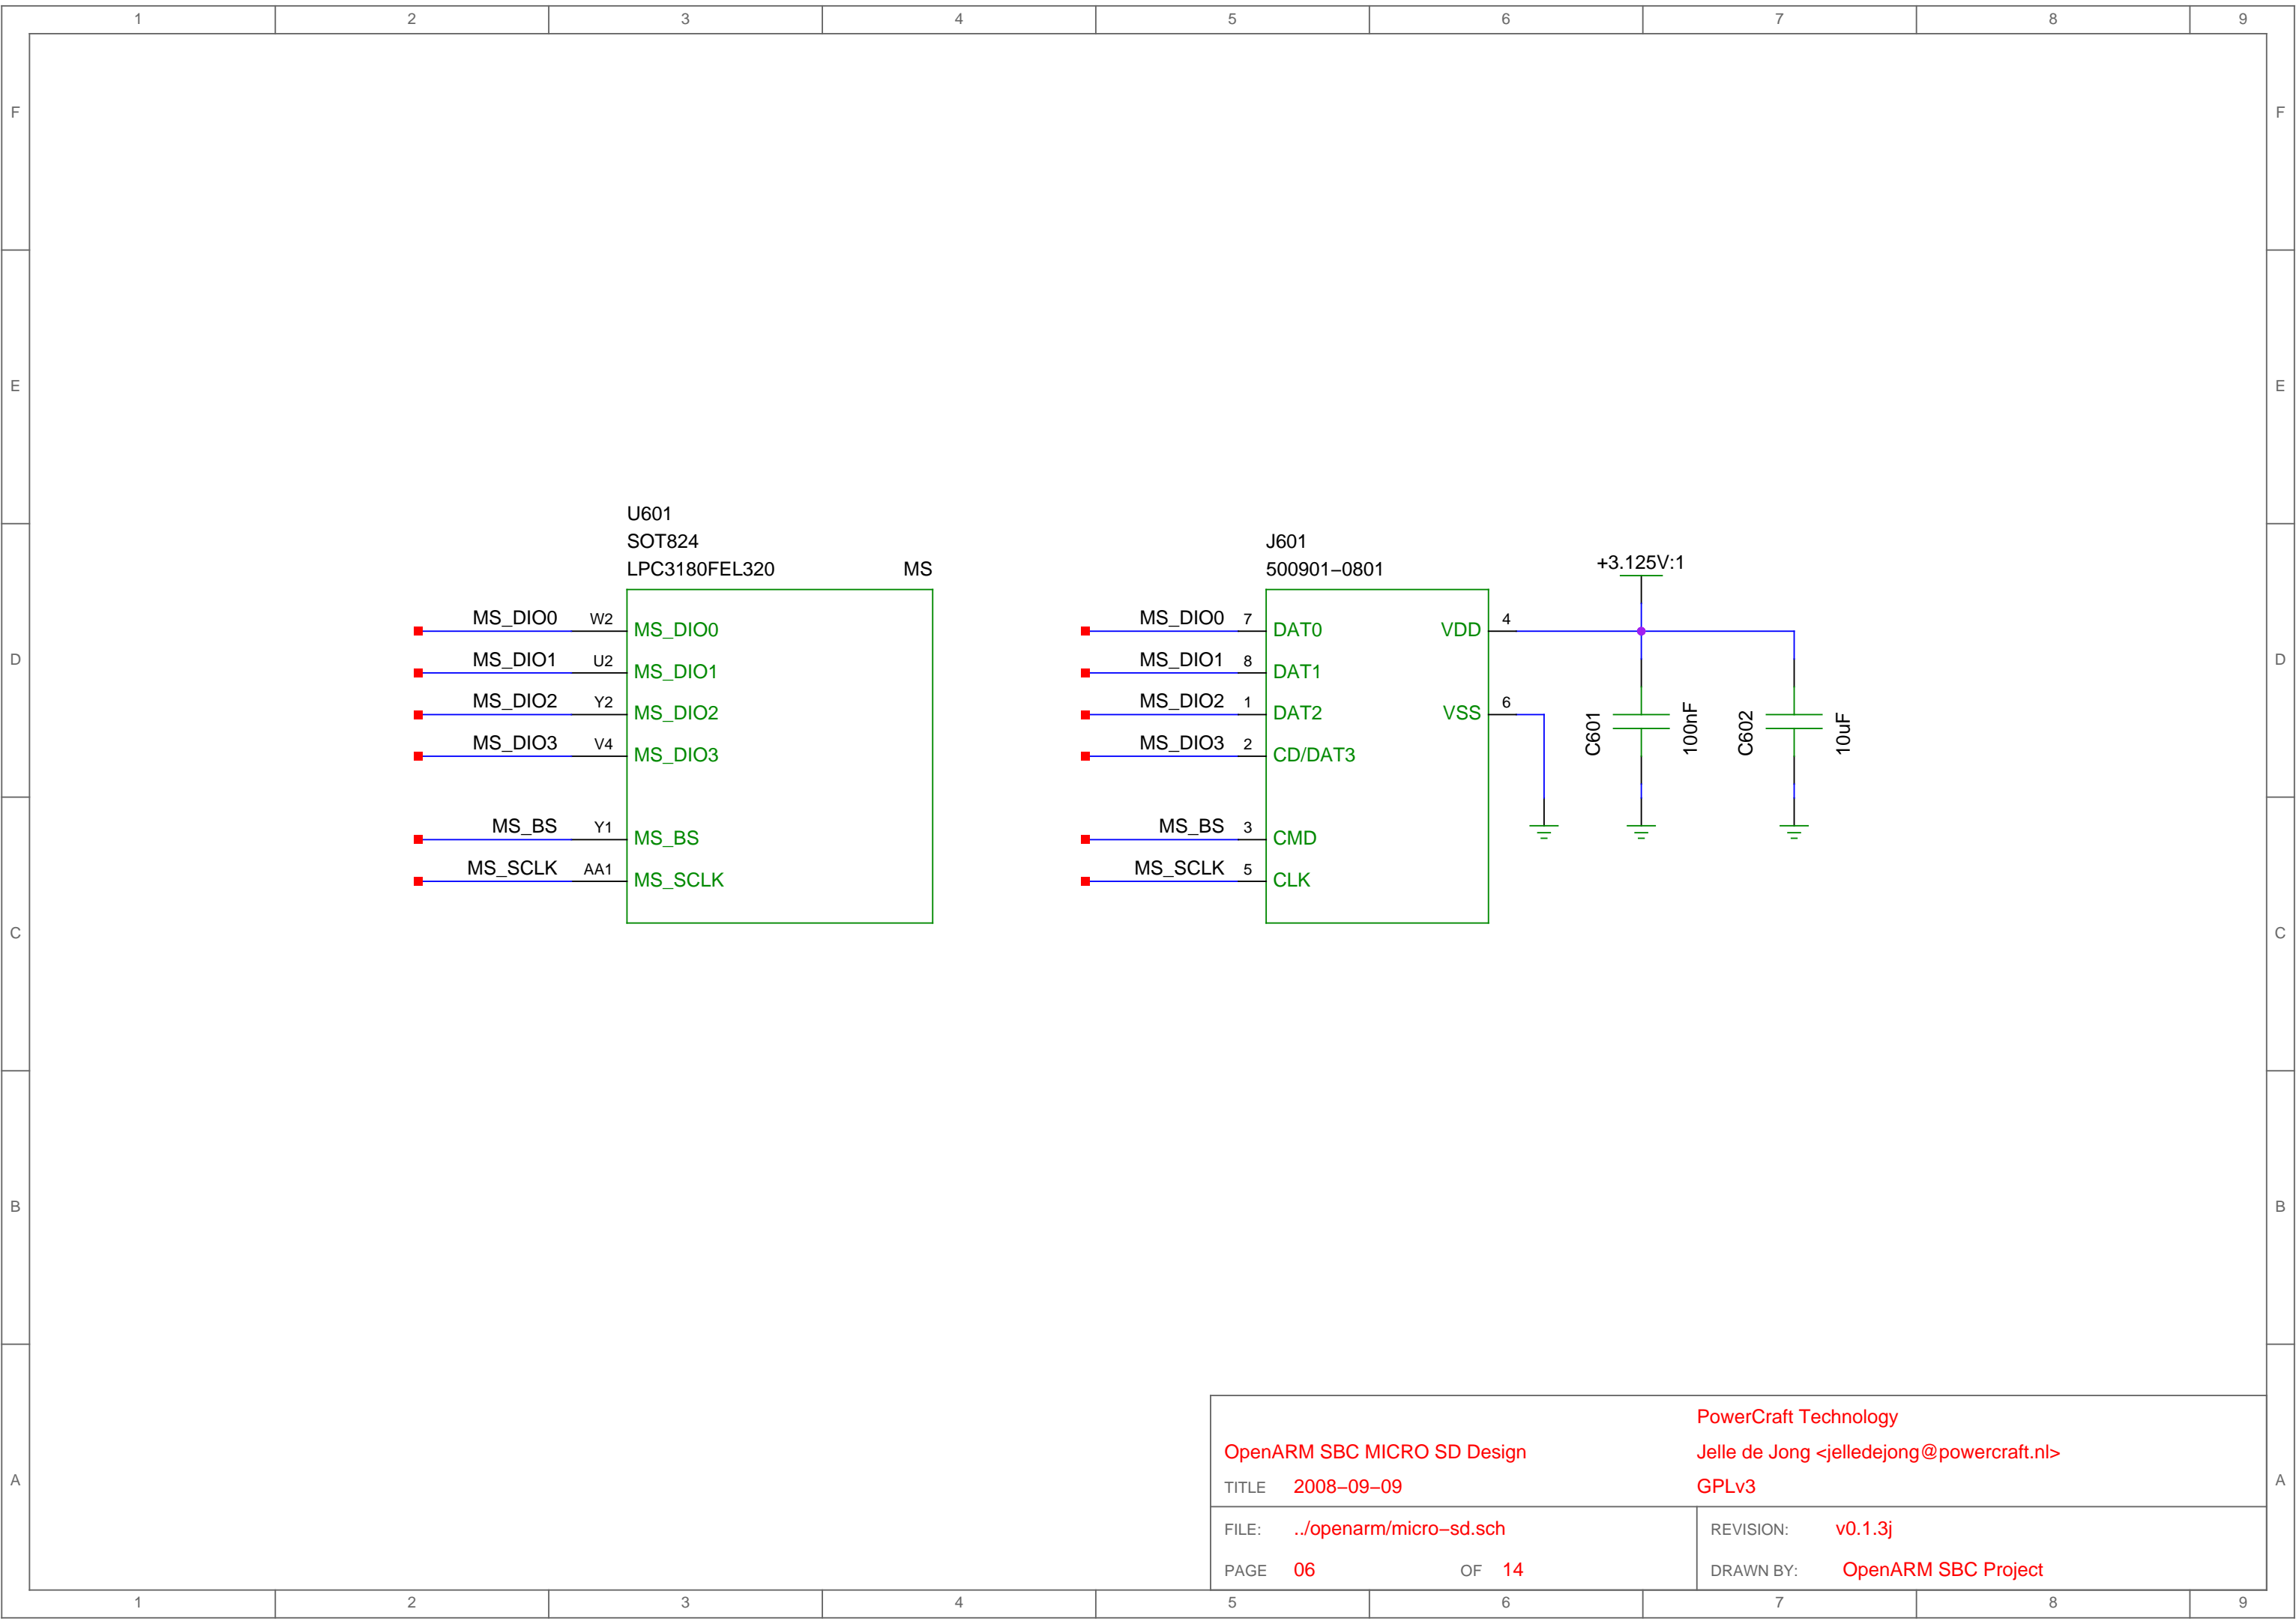 1 2 3 4 5 6 7 8 9
F F
E E
D D
C C
B B
A A
U601
SOT824
LPC3180FEL320 MS
MS_DIO0 W2 MS_DIO0
MS_DIO1 U2 MS_DIO1
MS_DIO2 Y2 MS_DIO2
MS_DIO3 V4 MS_DIO3
MS_BS Y1 MS_BS
MS_SCLK AA1 MS_SCLK
J601
500901–0801
MS_DIO0 7 DAT0 VDD 4
MS_DIO1 8 DAT1
MS_DIO2 1 DAT2 VSS 6
MS_DIO3 2 CD/DAT3
MS_BS 3 CMD
MS_SCLK 5 CLK
+3.125V:1
C601 100nF
C602 10uF
PowerCraft Technology
OpenARM SBC MICRO SD Design Jelle de Jong <jelledejong@powercraft.nl>
TITLE 2008–09–09 GPLv3
FILE: ../openarm/micro–sd.sch REVISION: v0.1.3j
PAGE 06 OF 14 DRAWN BY: OpenARM SBC Project
1 2 3 4 5 6 7 8 9